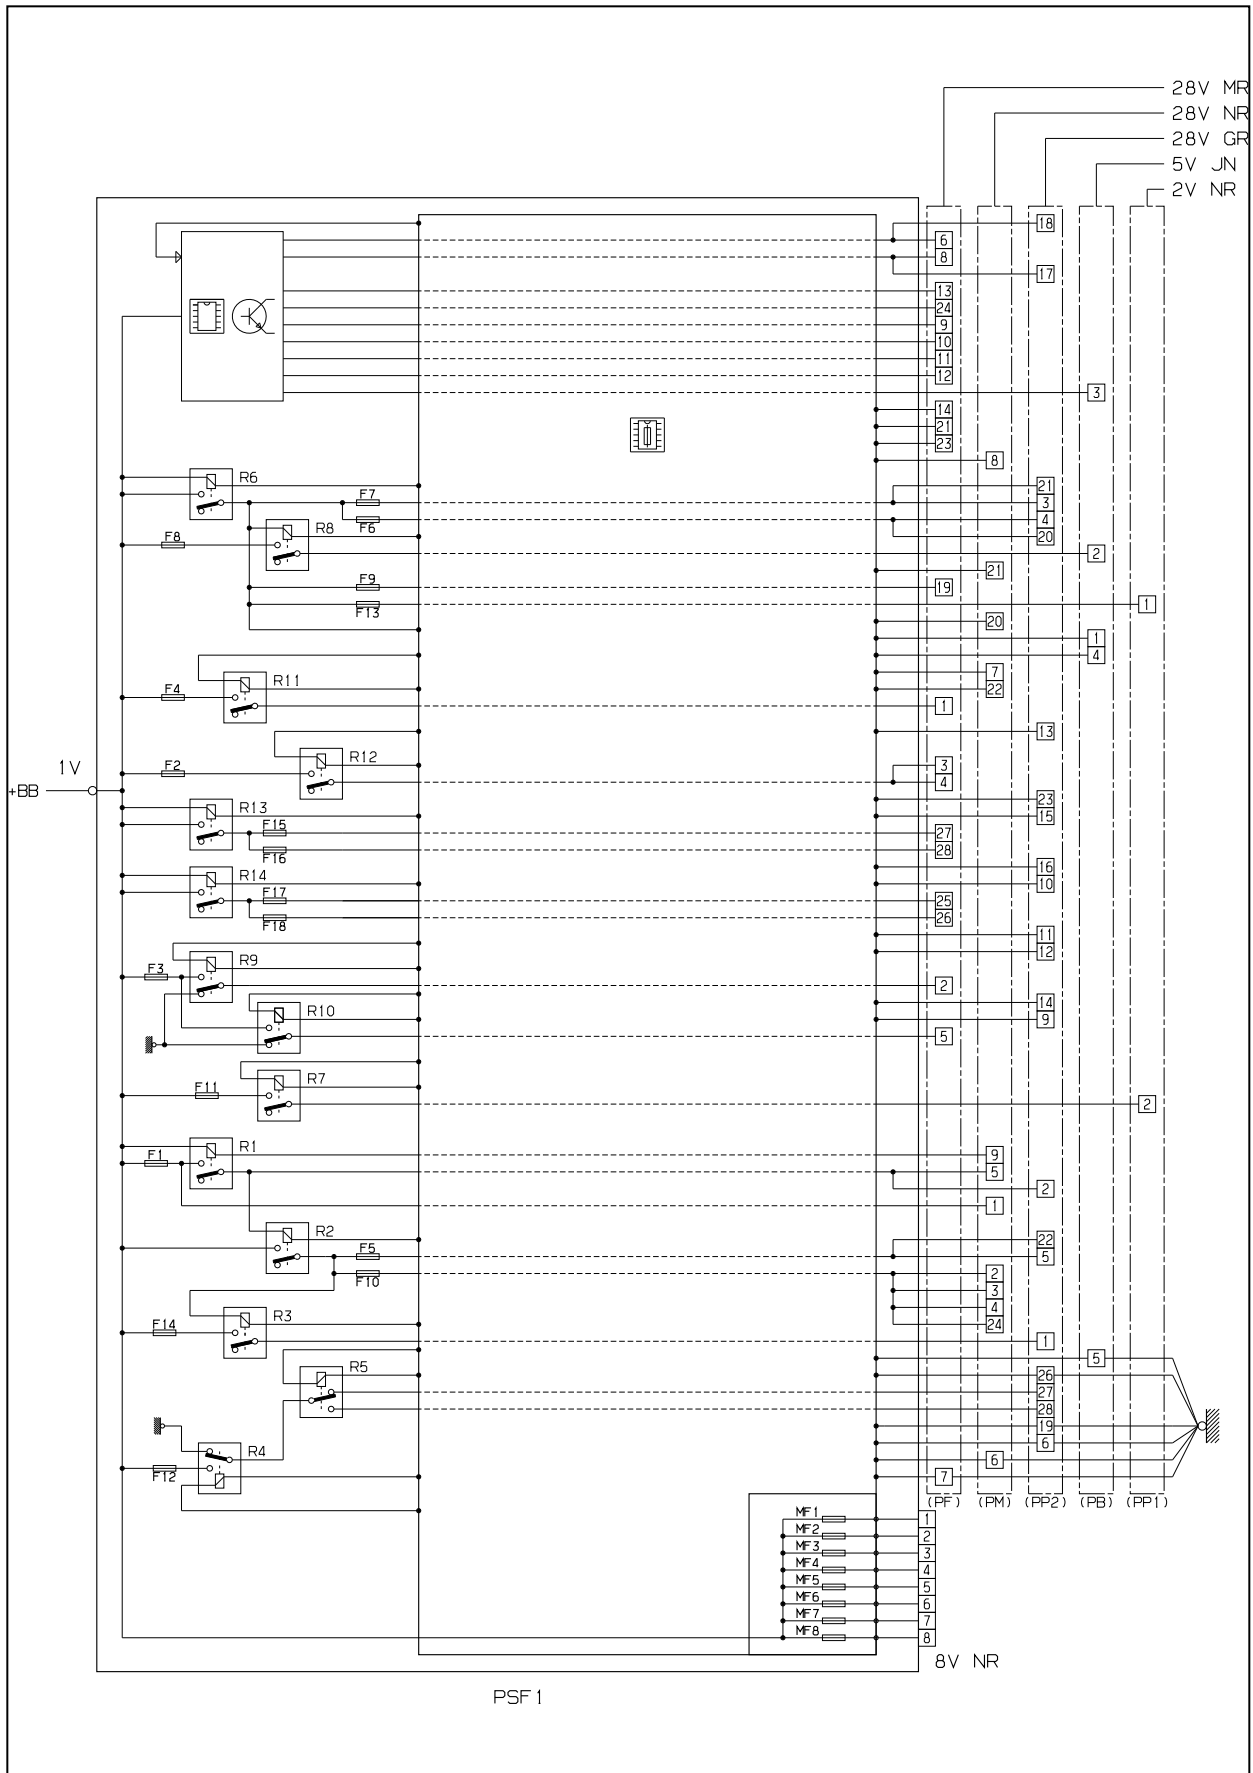 28V MR
28V NR
28V GR
5V JN
2V NR
18
6
8
17
13
24
9
10
11
12
3
14
21
23
8
R6
F7
21
3
F6
4
R8
20
F8
2
21
F9
19
F13
1
20
1
4
R11
7
F4
22
1
13
R12
1V
F2
3
+BB
4
23
R13
15
F15
27
F16
28
16
R14
10
F17
25
F18
26
11
R9
12
F3
2
14
R10
9
5
R7
F11
2
R1
9
F1
5
2
1
R2
22
F5
5
F10
2
3
4
R3
24
F14
1
5
R5
26
27
28
19
R4
6
F12
6
7
(PF)
(PM)
(PP2)
(PB)
(PP1)
MF1 1
MF2 2
MF3 3
MF4 4
MF5 5
MF6 6
MF7 7
MF8 8
8V NR
PSF1